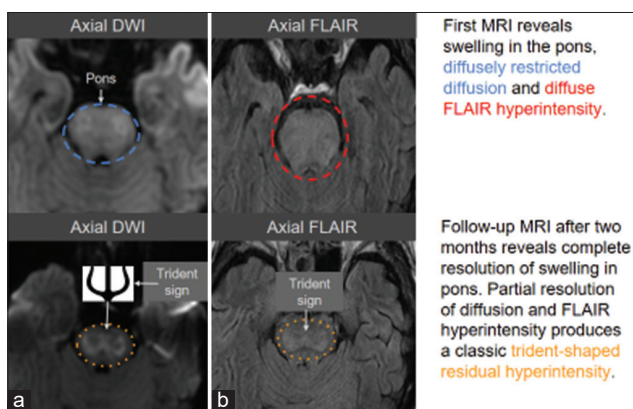 Axial DWI
Axial FLAIR
First MRI reveals
swelling in the pons,
diffusely restricted
diffusion and diffuse
FLAIR hyperintensity.
Pons
Axial DWI
Axial FLAIR
Follow-up MRI after two
months reveals complete
resolution of swelling in
pons. Partial resolution
of diffusion and FLAIR
hyperintensity produces
a classic trident-shaped
residual hyperintensity.
Trident
sign
Trident
sign
a
b